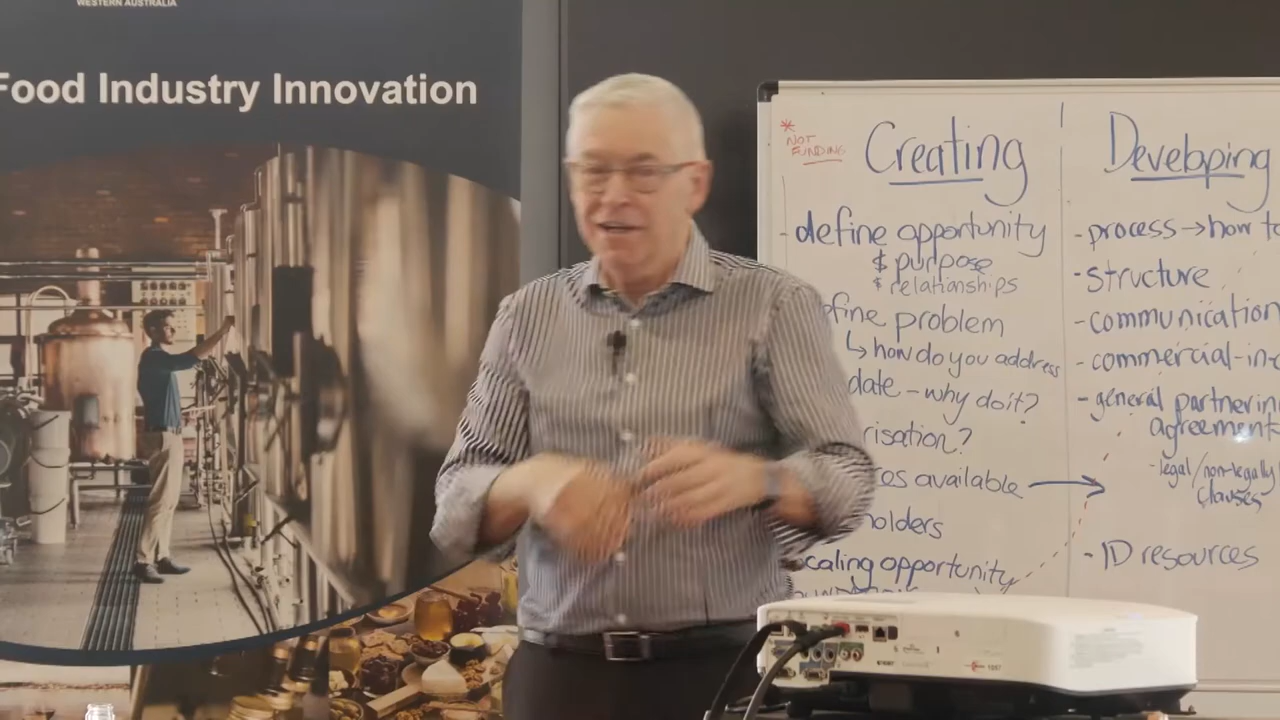 WESTERN AUSTRALIA
Food Industry Innovation
* NOT
FUNDING
Creating
- define opportunity
$ purpose
* relationships
fine problem
↳ how do you address
date - why do it?
risation?
es available
holders
caling opportunity
Developing
- process → how to
- structure
- communication
- commercial-in-
- general partnering
agreement
- legal/non-legally
clauses
- ID resources